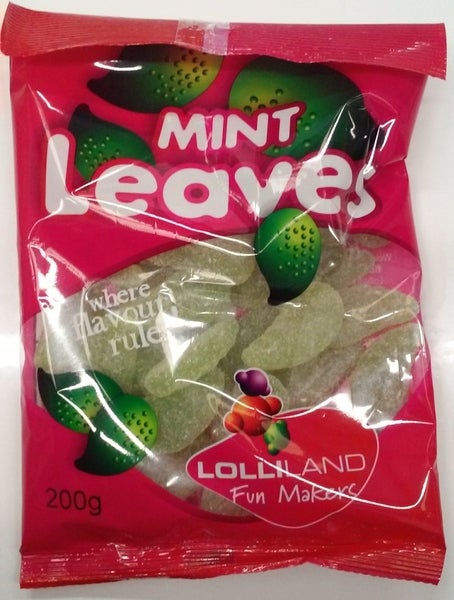 MINT
Leaves
where
flavour
rules
LOLLILAND
Fun Makers
200g